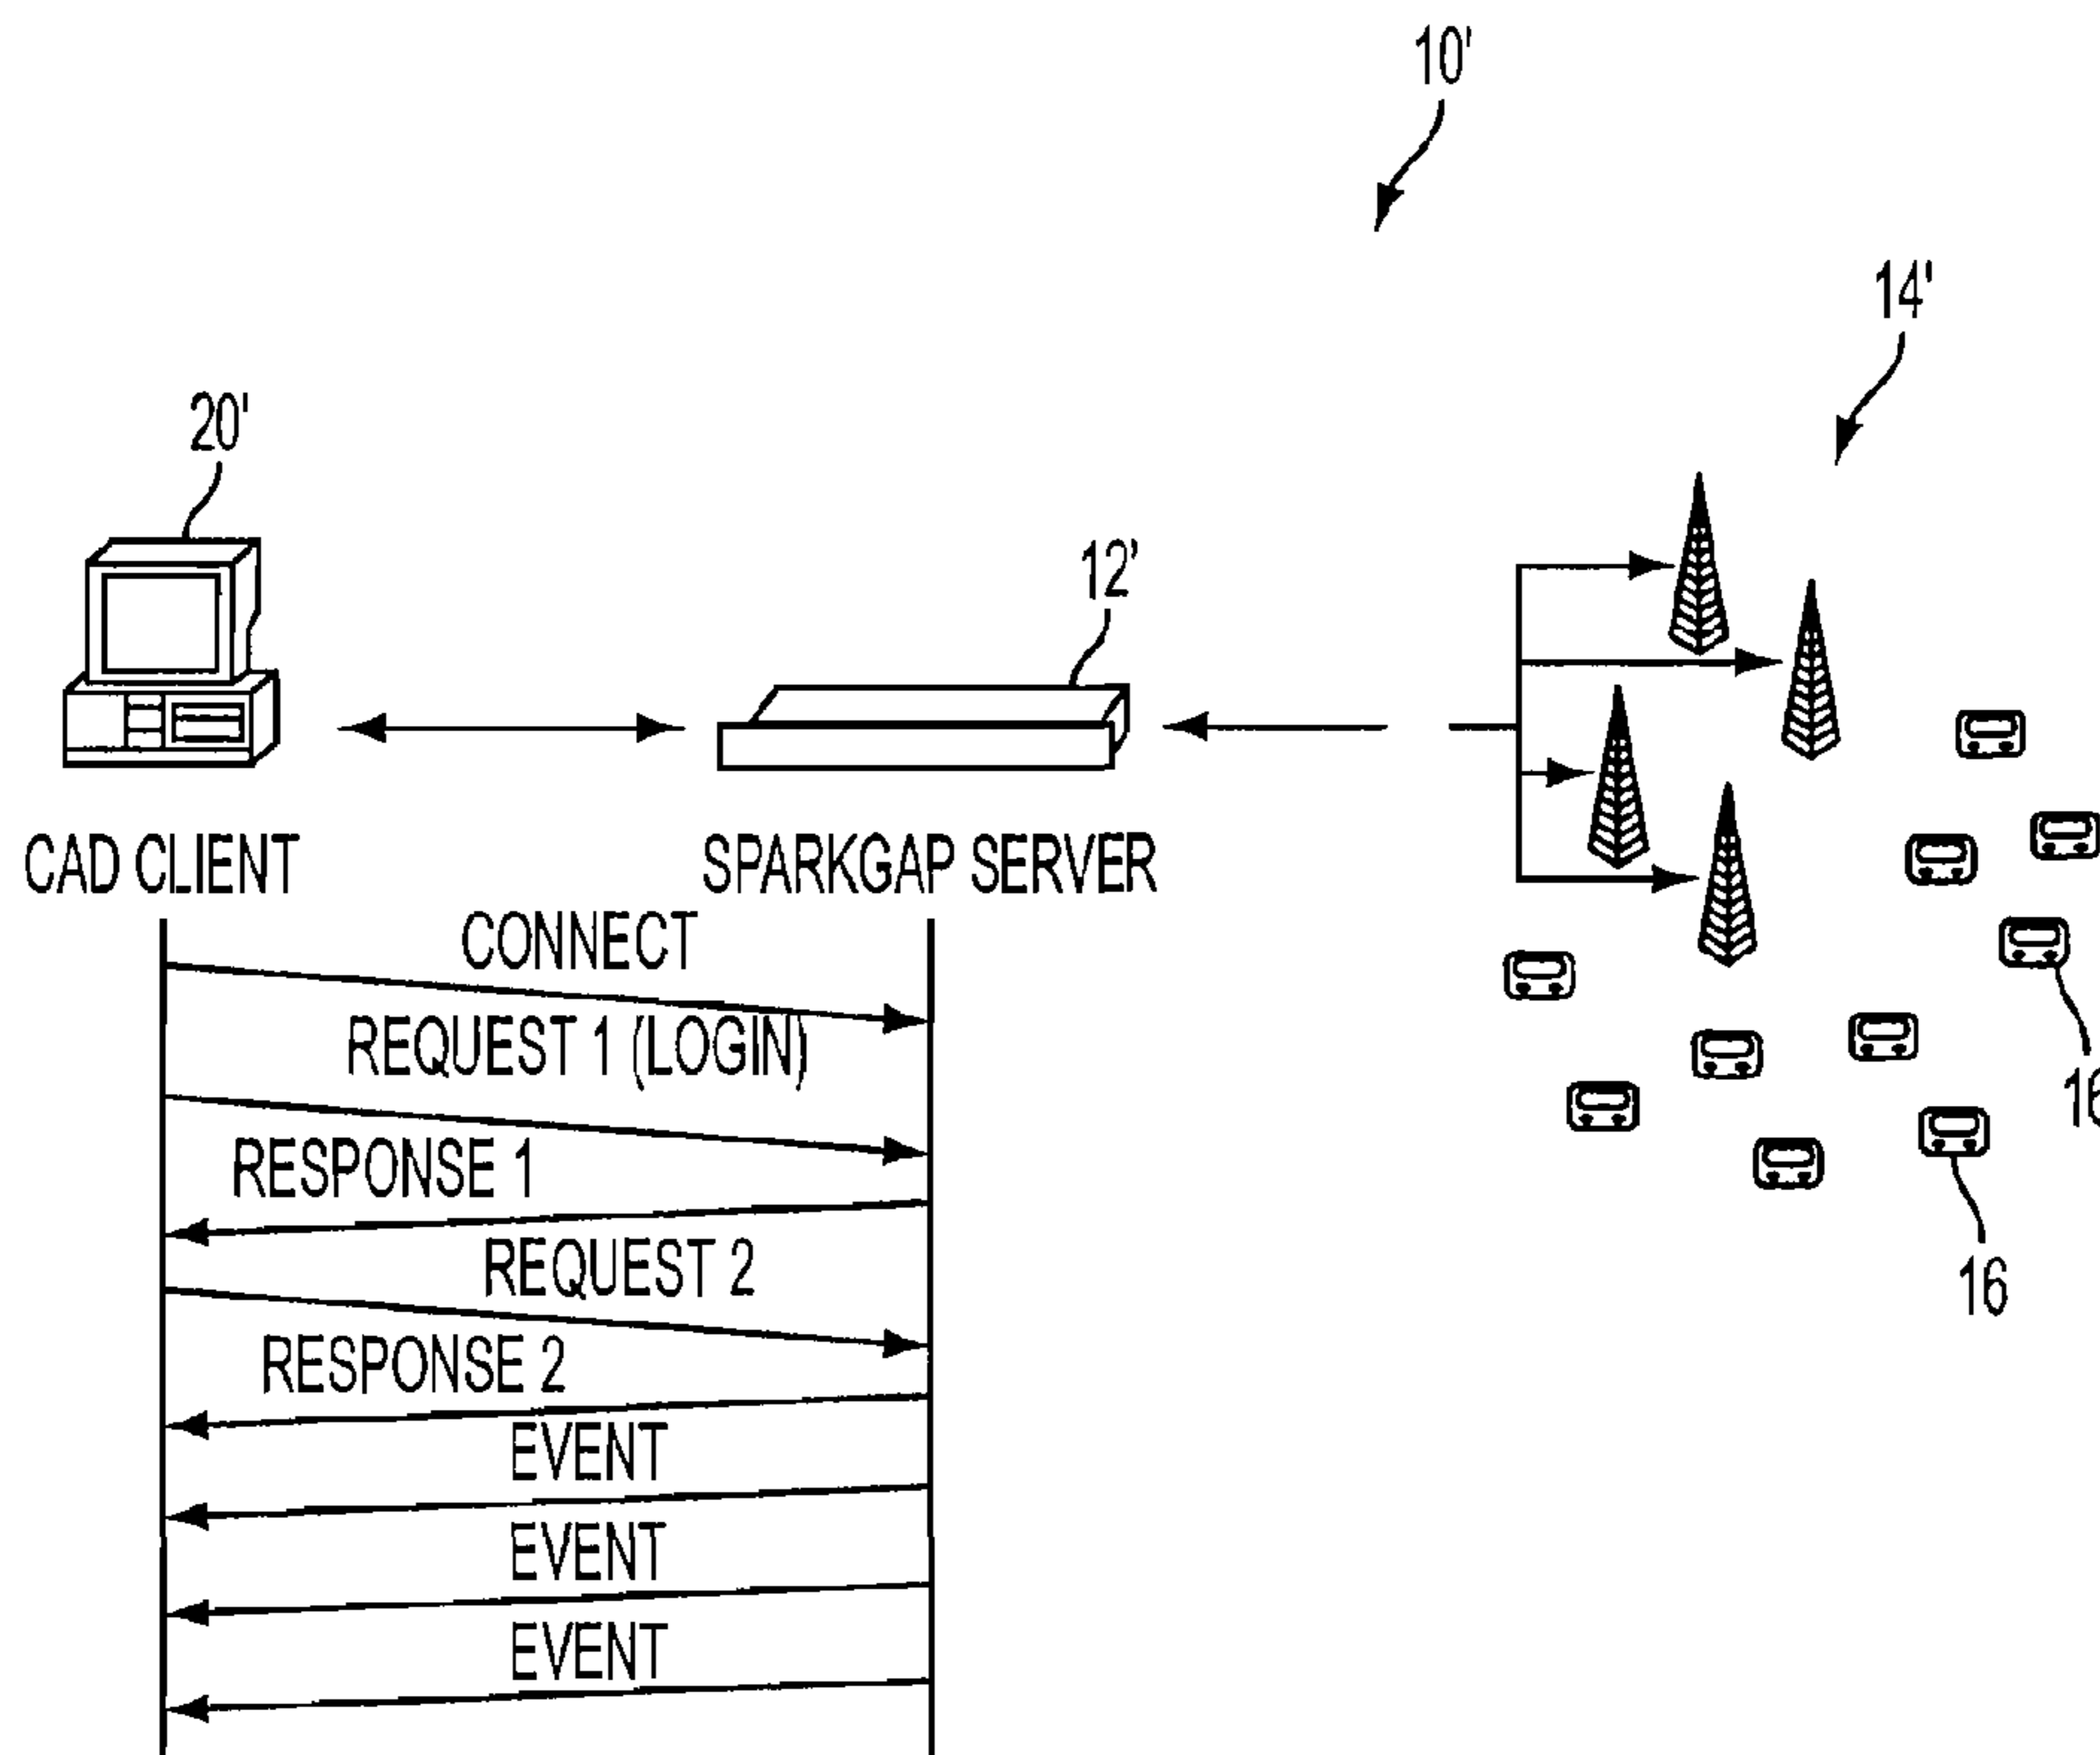 10'
14'
20'
12'
CAD CLIENT
SPARKGAP SERVER
CONNECT
REQUEST 1 (LOGIN)
RESPONSE 1
REQUEST 2
RESPONSE 2
EVENT
EVENT
EVENT
16
16